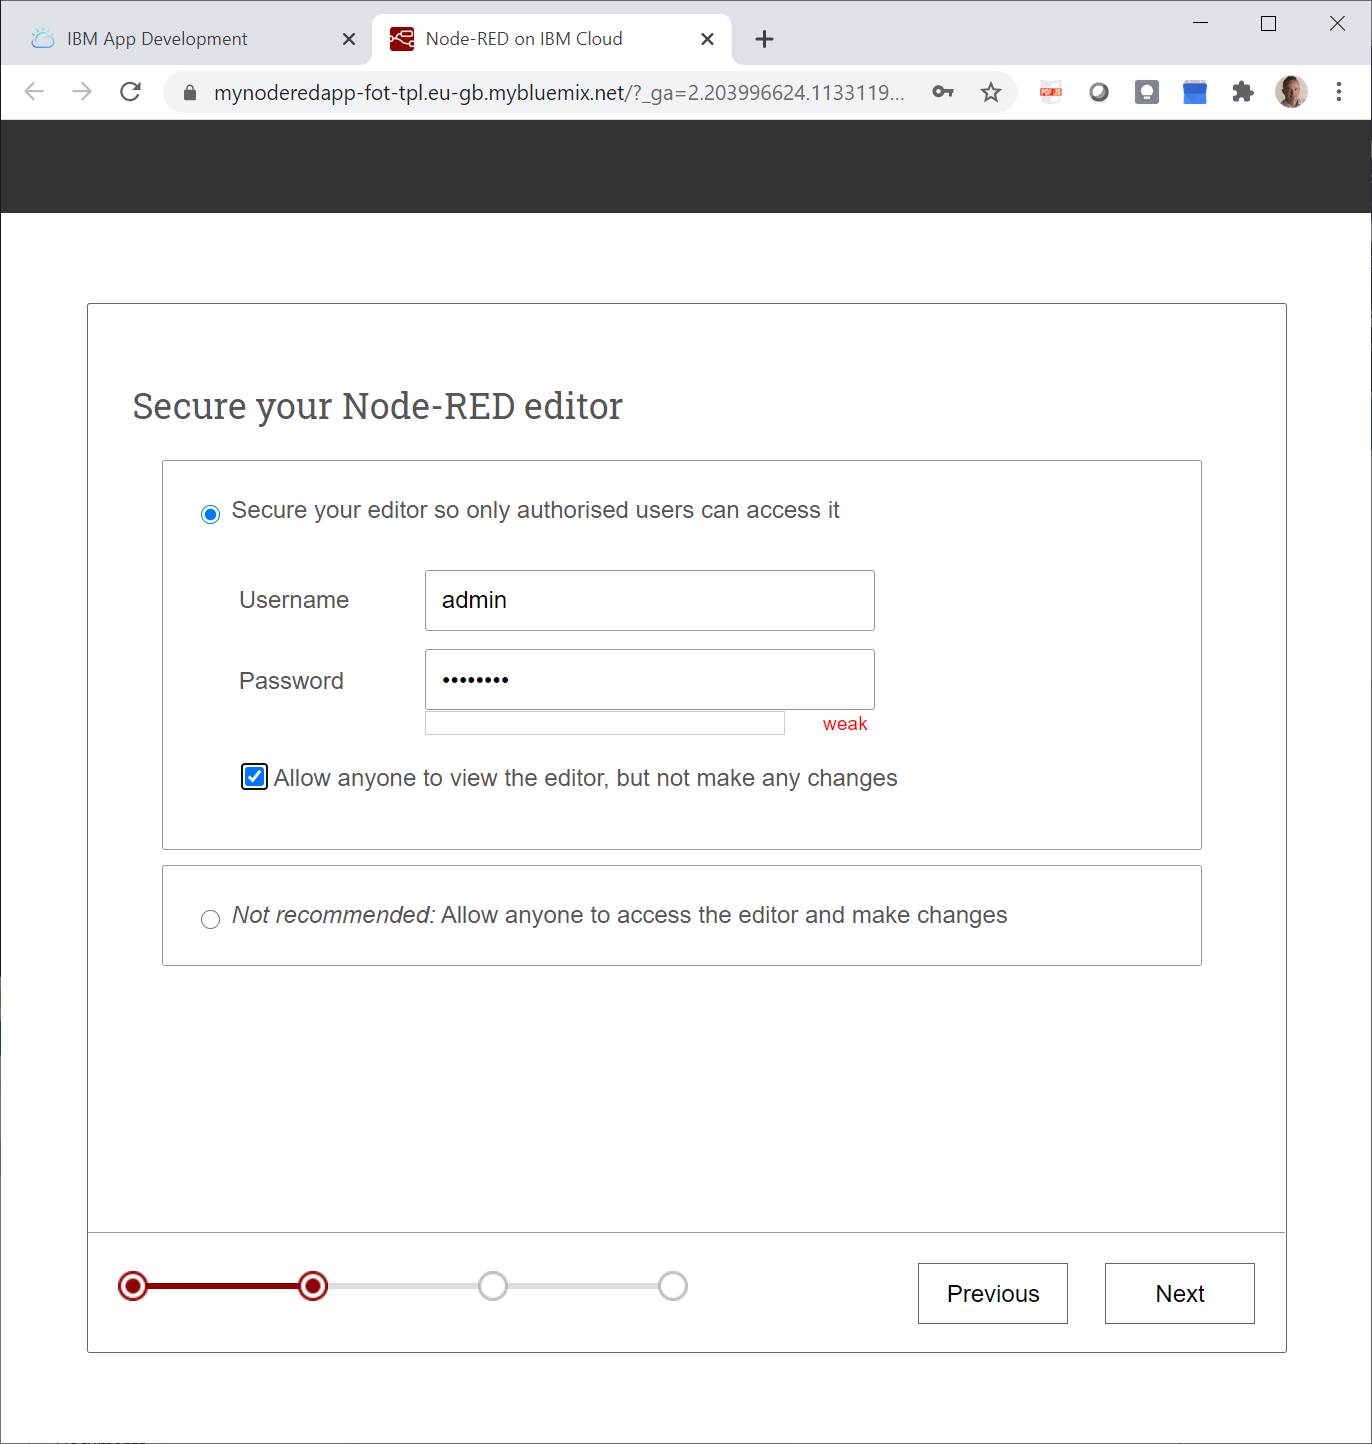 IBM App Development
Node-RED on IBM Cloud
mynoderedapp-fot-tpl.eu-gb.mybluemix.net/?_ga=2.203996624.1133119...
Secure your Node-RED editor
Secure your editor so only authorised users can access it
Username
admin
Password
••••••••
weak
Allow anyone to view the editor, but not make any changes
Not recommended: Allow anyone to access the editor and make changes
Previous
Next